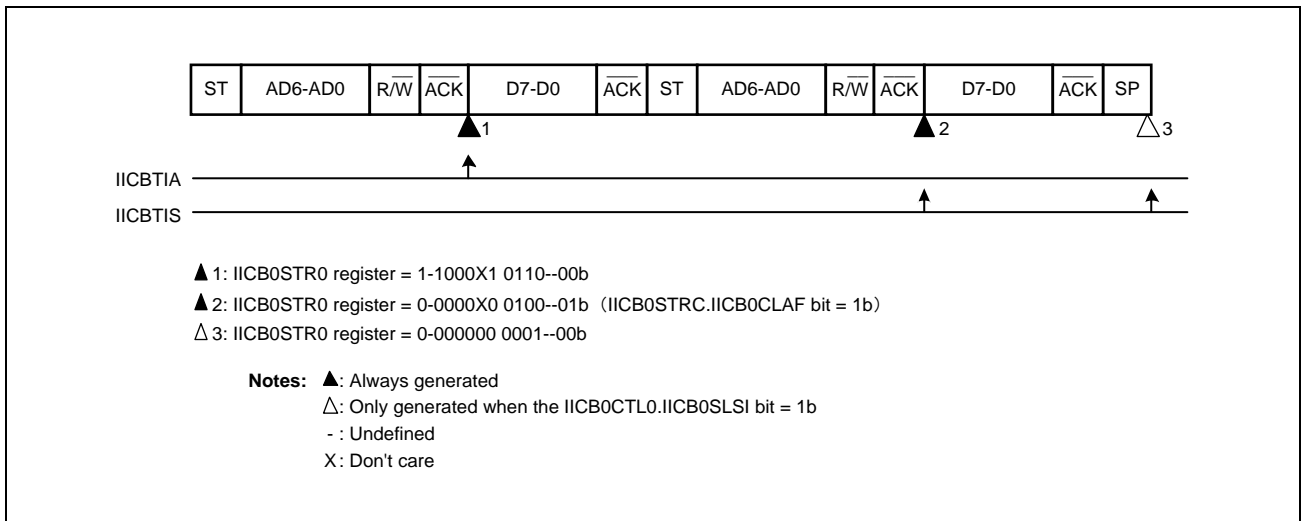 ST AD6-AD0 R/W ACK D7-D0 ACK ST AD6-AD0 R/W ACK D7-D0 ACK SP
▲1 ▲2 △3
IICBTIA
IICBTIS
▲1: IICB0STR0 register = 1-1000X1 0110--00b
▲2: IICB0STR0 register = 0-0000X0 0100--01b（IICB0STRC.IICB0CLAF bit = 1b）
△3: IICB0STR0 register = 0-000000 0001--00b
Notes: ▲: Always generated
△: Only generated when the IICB0CTL0.IICB0SLSI bit = 1b
- : Undefined
X: Don't care